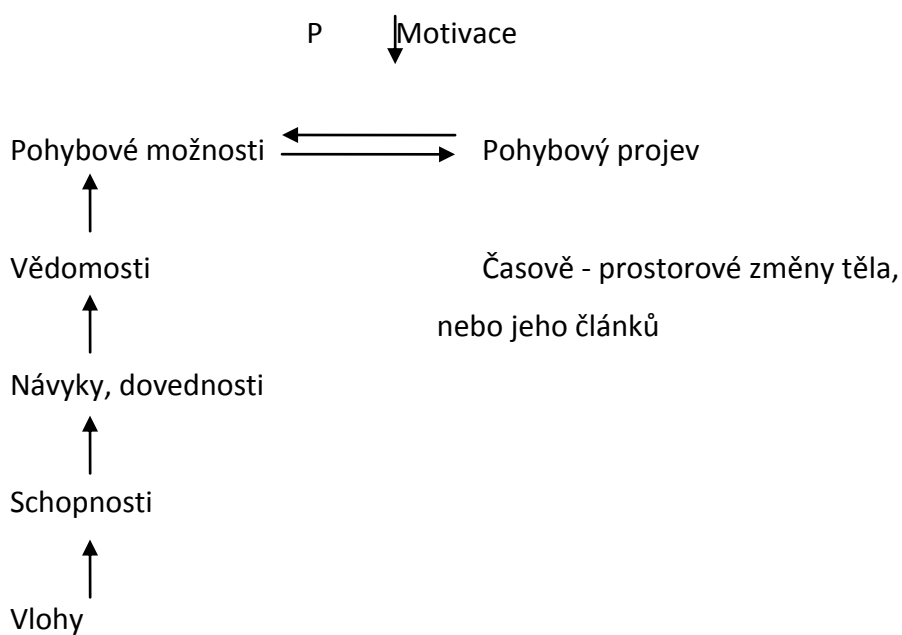 P Motivace
Pohybové možnosti Pohybový projev
Vědomosti Časově - prostorové změny těla,
nebo jeho článků
Návyky, dovednosti
Schopnosti
Vlohy